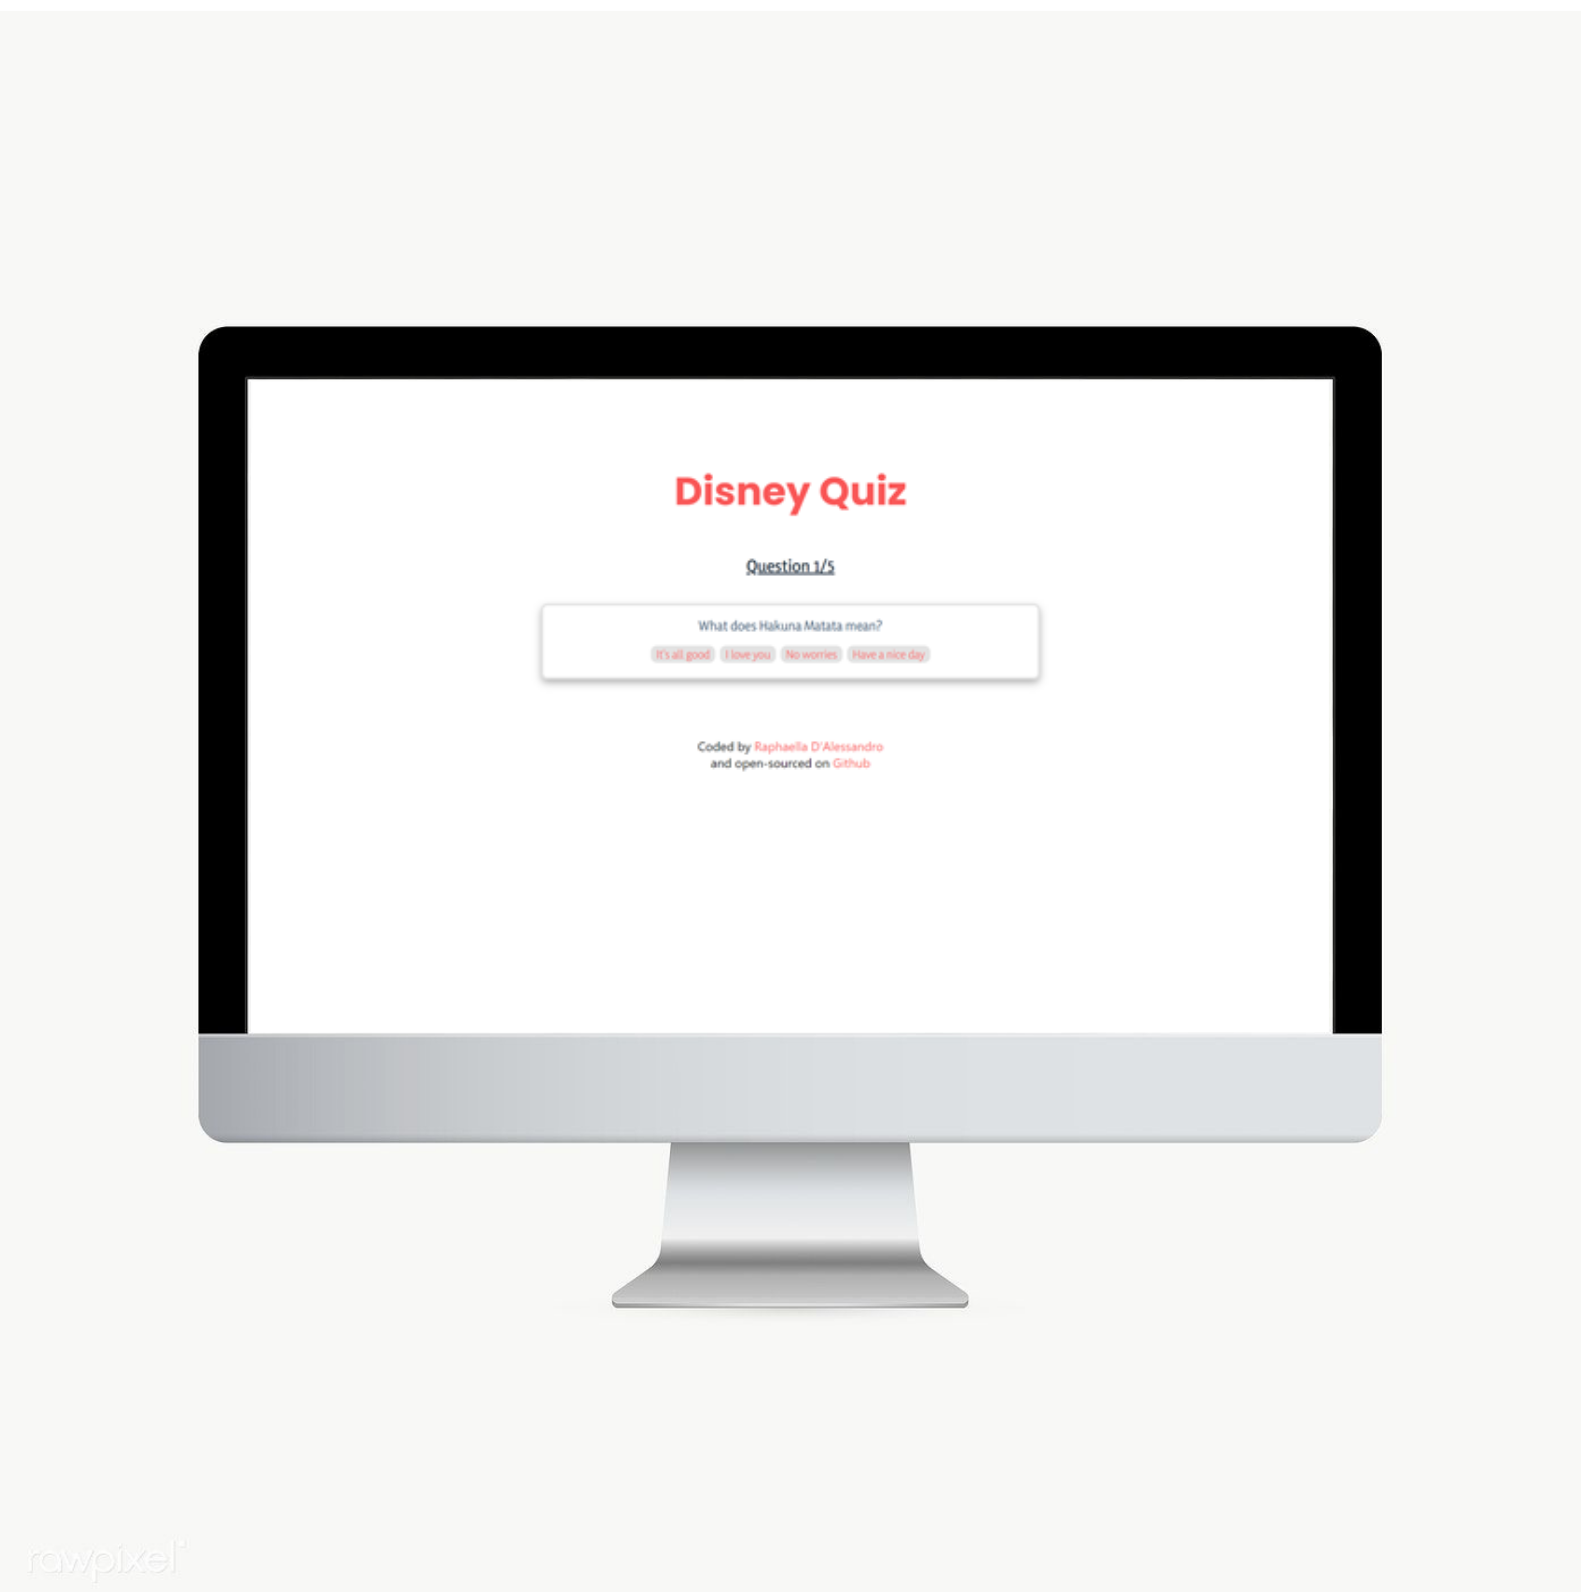 Disney Quiz
Question 1/5
What does Hakuna Matata mean?
It's all good I love you No worries Have a nice day
Coded by Raphaella D'Alessandro
and open-sourced on Github
rawpixel